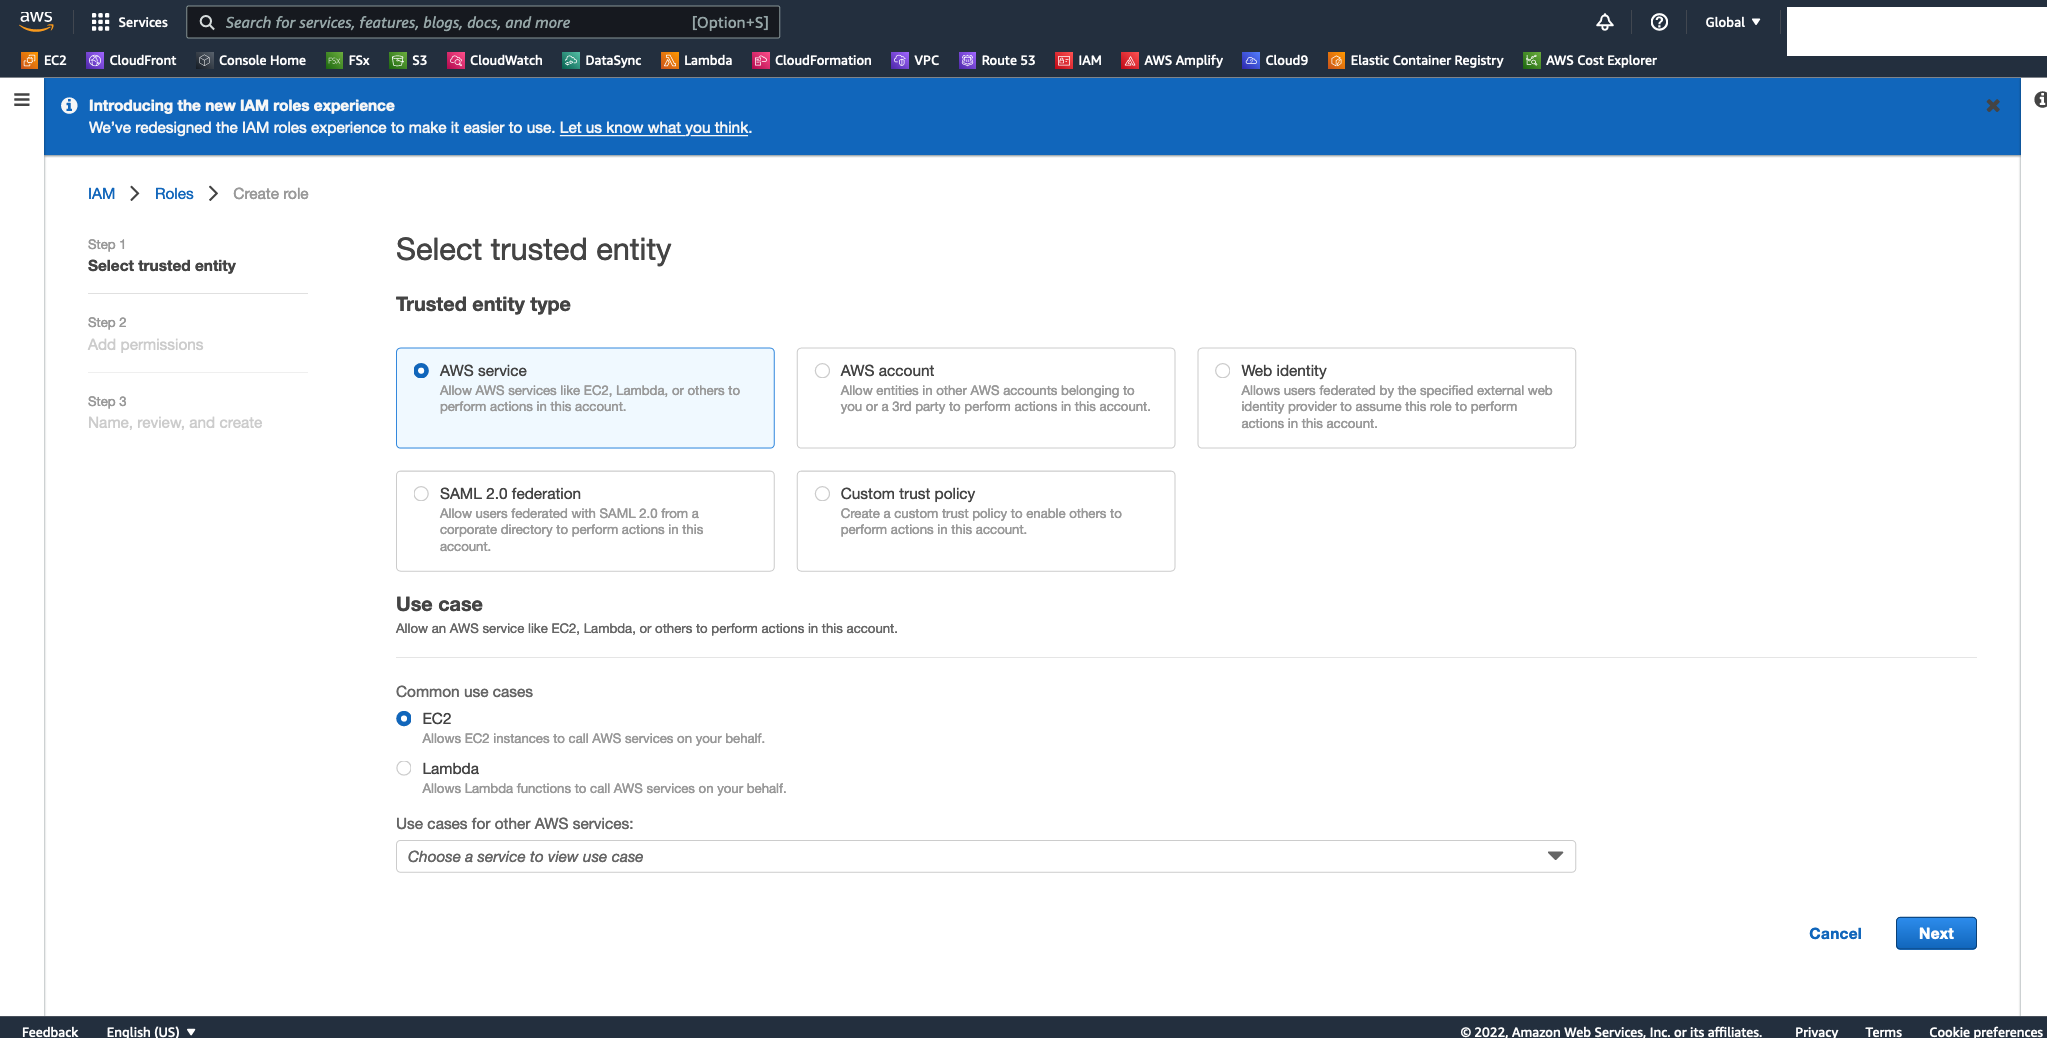 aws
Services
Search for services, features, blogs, docs, and more [Option+S]
Global
EC2 CloudFront Console Home FSx S3 CloudWatch DataSync Lambda CloudFormation VPC Route 53 IAM AWS Amplify Cloud9 Elastic Container Registry AWS Cost Explorer
Introducing the new IAM roles experience
We've redesigned the IAM roles experience to make it easier to use. Let us know what you think.
IAM Roles Create role
Step 1
Select trusted entity
Step 2
Add permissions
Step 3
Name, review, and create
Select trusted entity
Trusted entity type
AWS service
Allow AWS services like EC2, Lambda, or others to
perform actions in this account.
AWS account
Allow entities in other AWS accounts belonging to
you or a 3rd party to perform actions in this account.
Web identity
Allows users federated by the specified external web
identity provider to assume this role to perform
actions in this account.
SAML 2.0 federation
Allow users federated with SAML 2.0 from a
corporate directory to perform actions in this
account.
Custom trust policy
Create a custom trust policy to enable others to
perform actions in this account.
Use case
Allow an AWS service like EC2, Lambda, or others to perform actions in this account.
Common use cases
EC2
Allows EC2 instances to call AWS services on your behalf.
Lambda
Allows Lambda functions to call AWS services on your behalf.
Use cases for other AWS services:
Choose a service to view use case
Cancel
Next
Feedback English (US) © 2022, Amazon Web Services, Inc. or its affiliates. Privacy Terms Cookie preferences